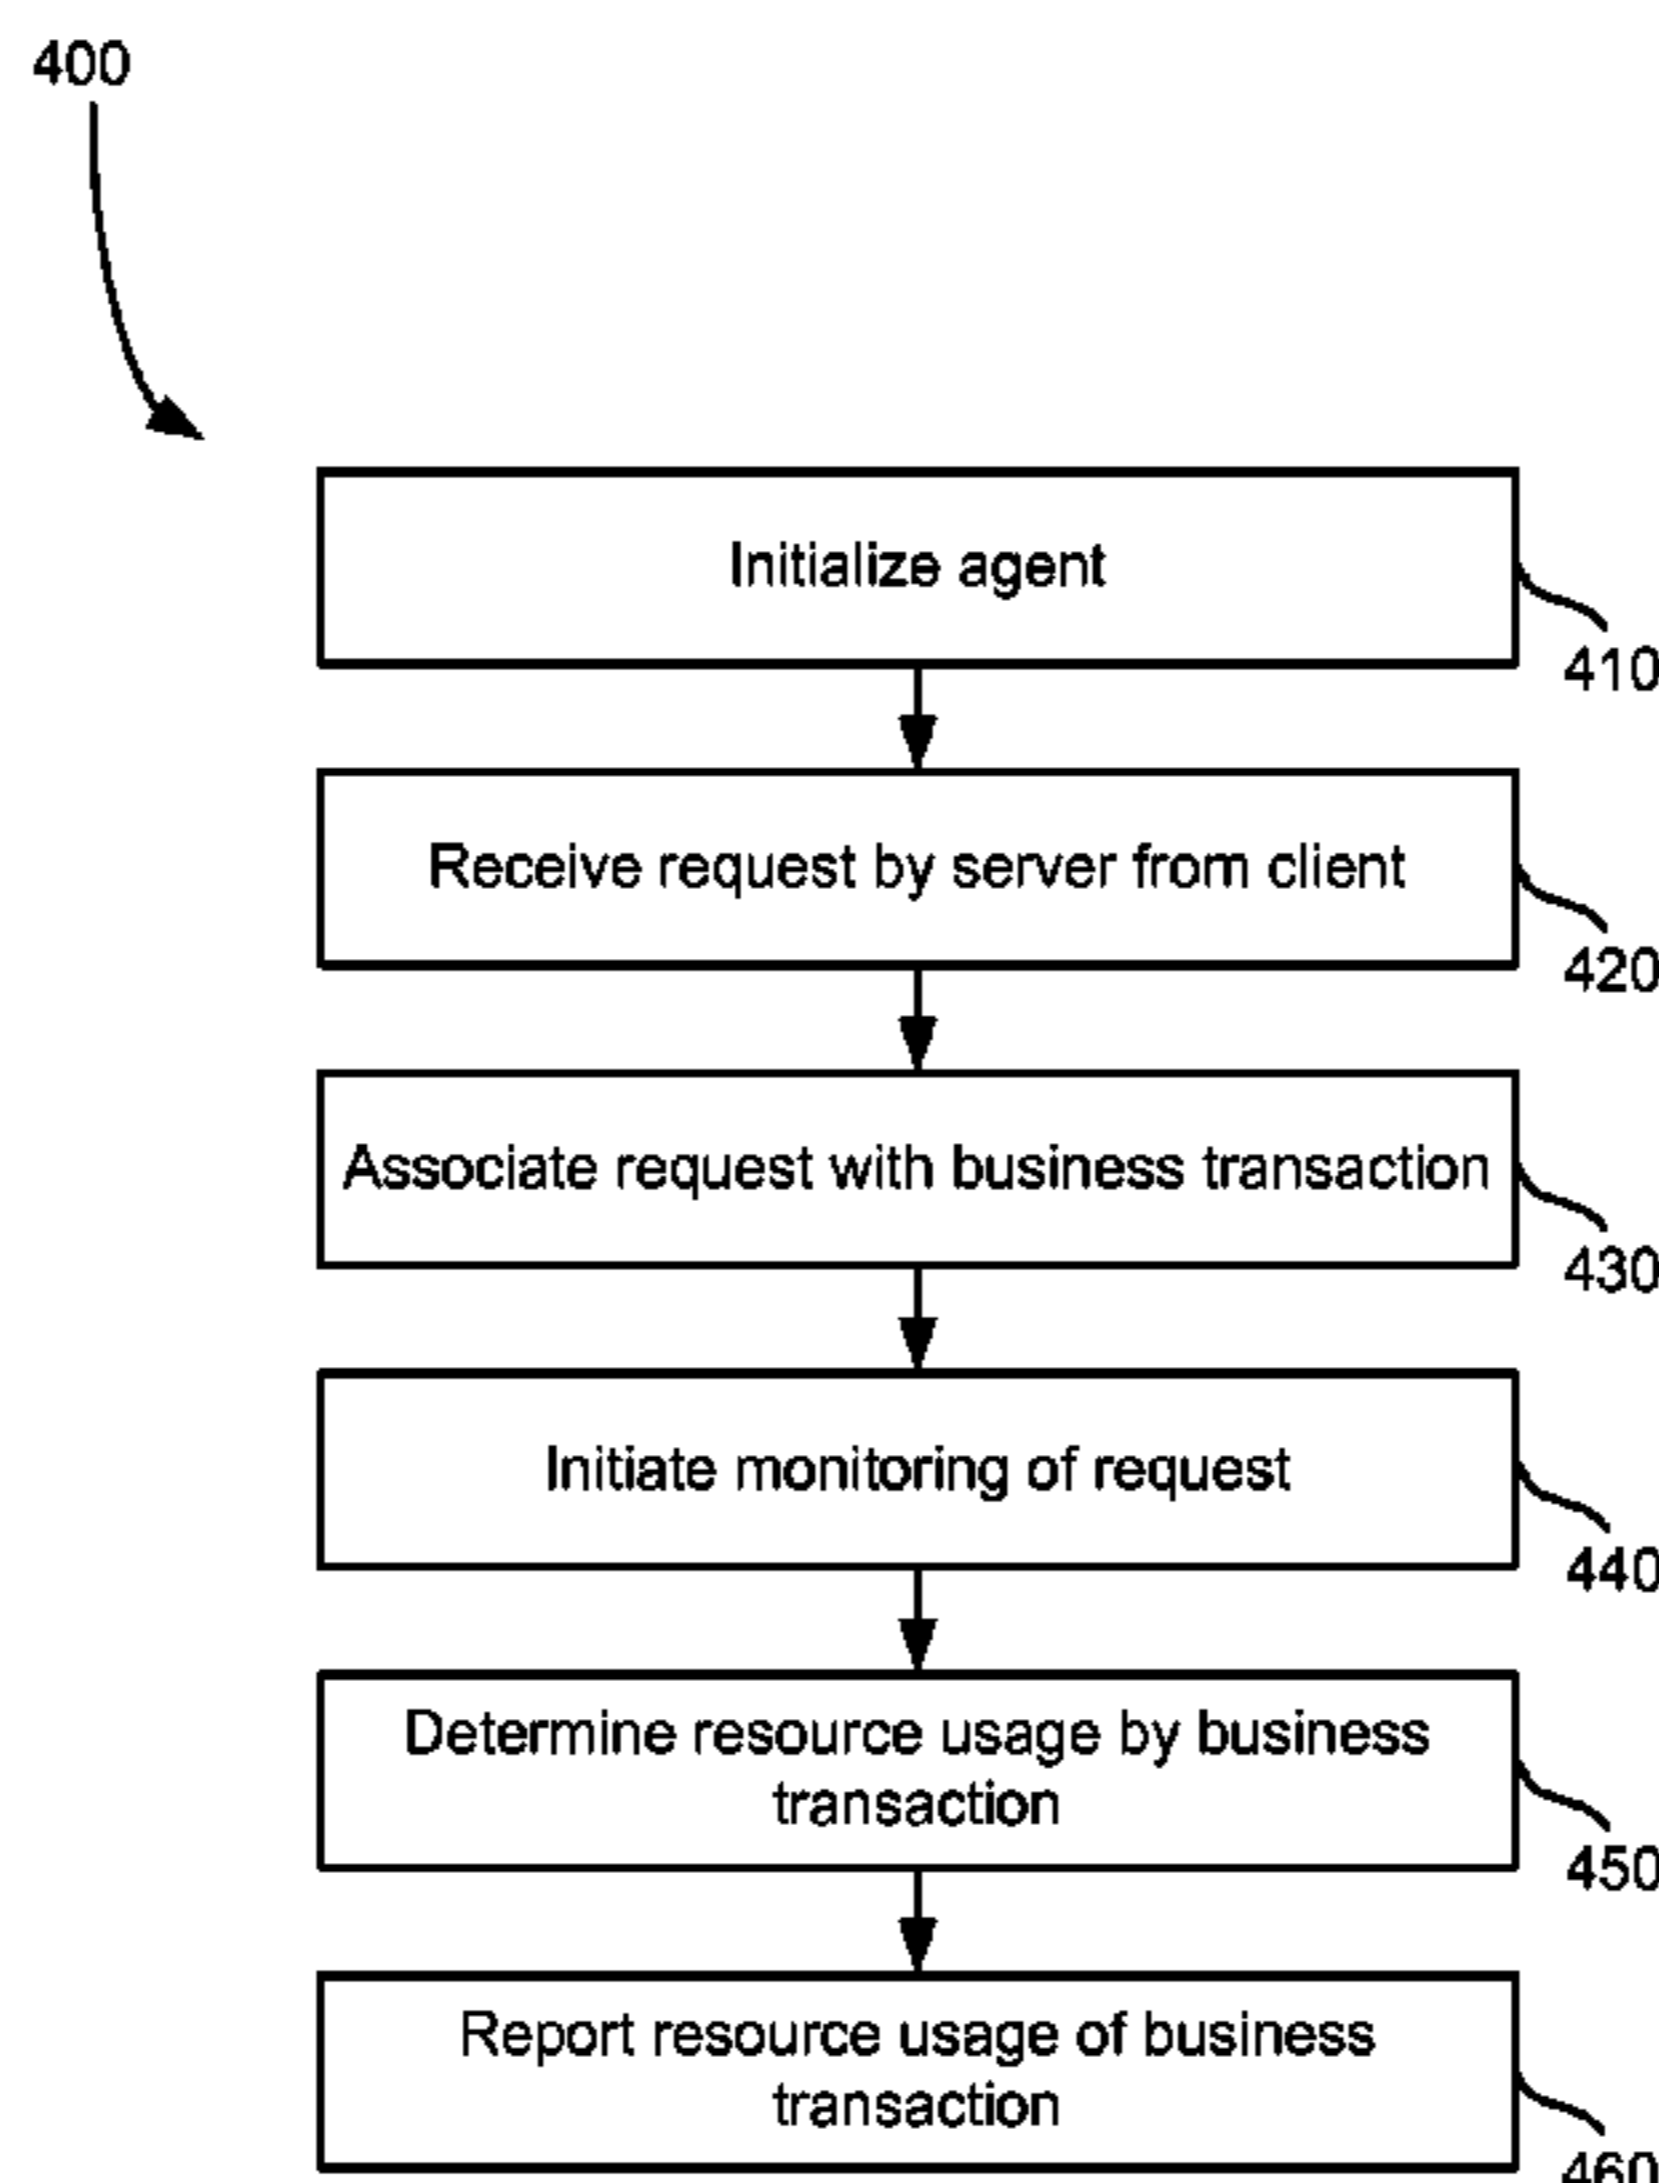 400
Initialize agent
410
Receive request by server from client
420
Associate request with business transaction
430
Initiate monitoring of request
440
Determine resource usage by business
transaction
450
Report resource usage of business
transaction
460